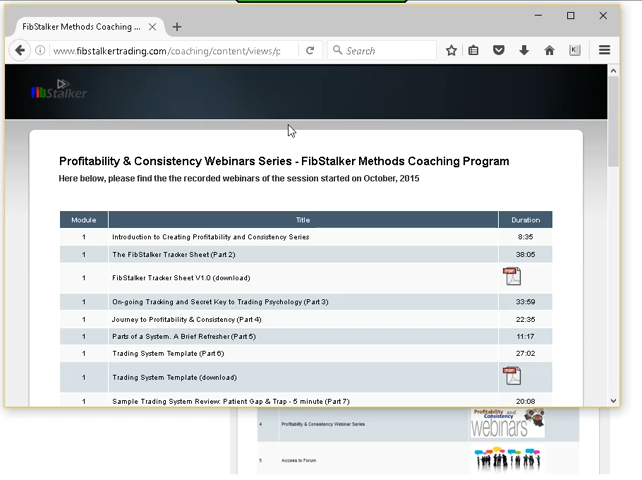 FibStalker Methods Coaching ...
www.fibstalkertrading.com/coaching/content/views/p
Search
FibStalker
Profitability & Consistency Webinars Series - FibStalker Methods Coaching Program
Here below, please find the the recorded webinars of the session started on October, 2015
Module Title Duration
1 Introduction to Creating Profitability and Consistency Series 8:35
1 The FibStalker Tracker Sheet (Part 2) 38:05
1 FibStalker Tracker Sheet V1.0 (download) PDF
1 On-going Tracking and Secret Key to Trading Psychology (Part 3) 33:59
1 Journey to Profitability & Consistency (Part 4) 22:35
1 Parts of a System. A Brief Refresher (Part 5) 11:17
1 Trading System Template (Part 6) 27:02
1 Trading System Template (download) PDF
1 Sample Trading System Review: Patient Gap & Trap - 5 minute (Part 7) 20:08
4 Profitability & Consistency Webinar Series Profitability and Consistency webinars
5 Access to Forum